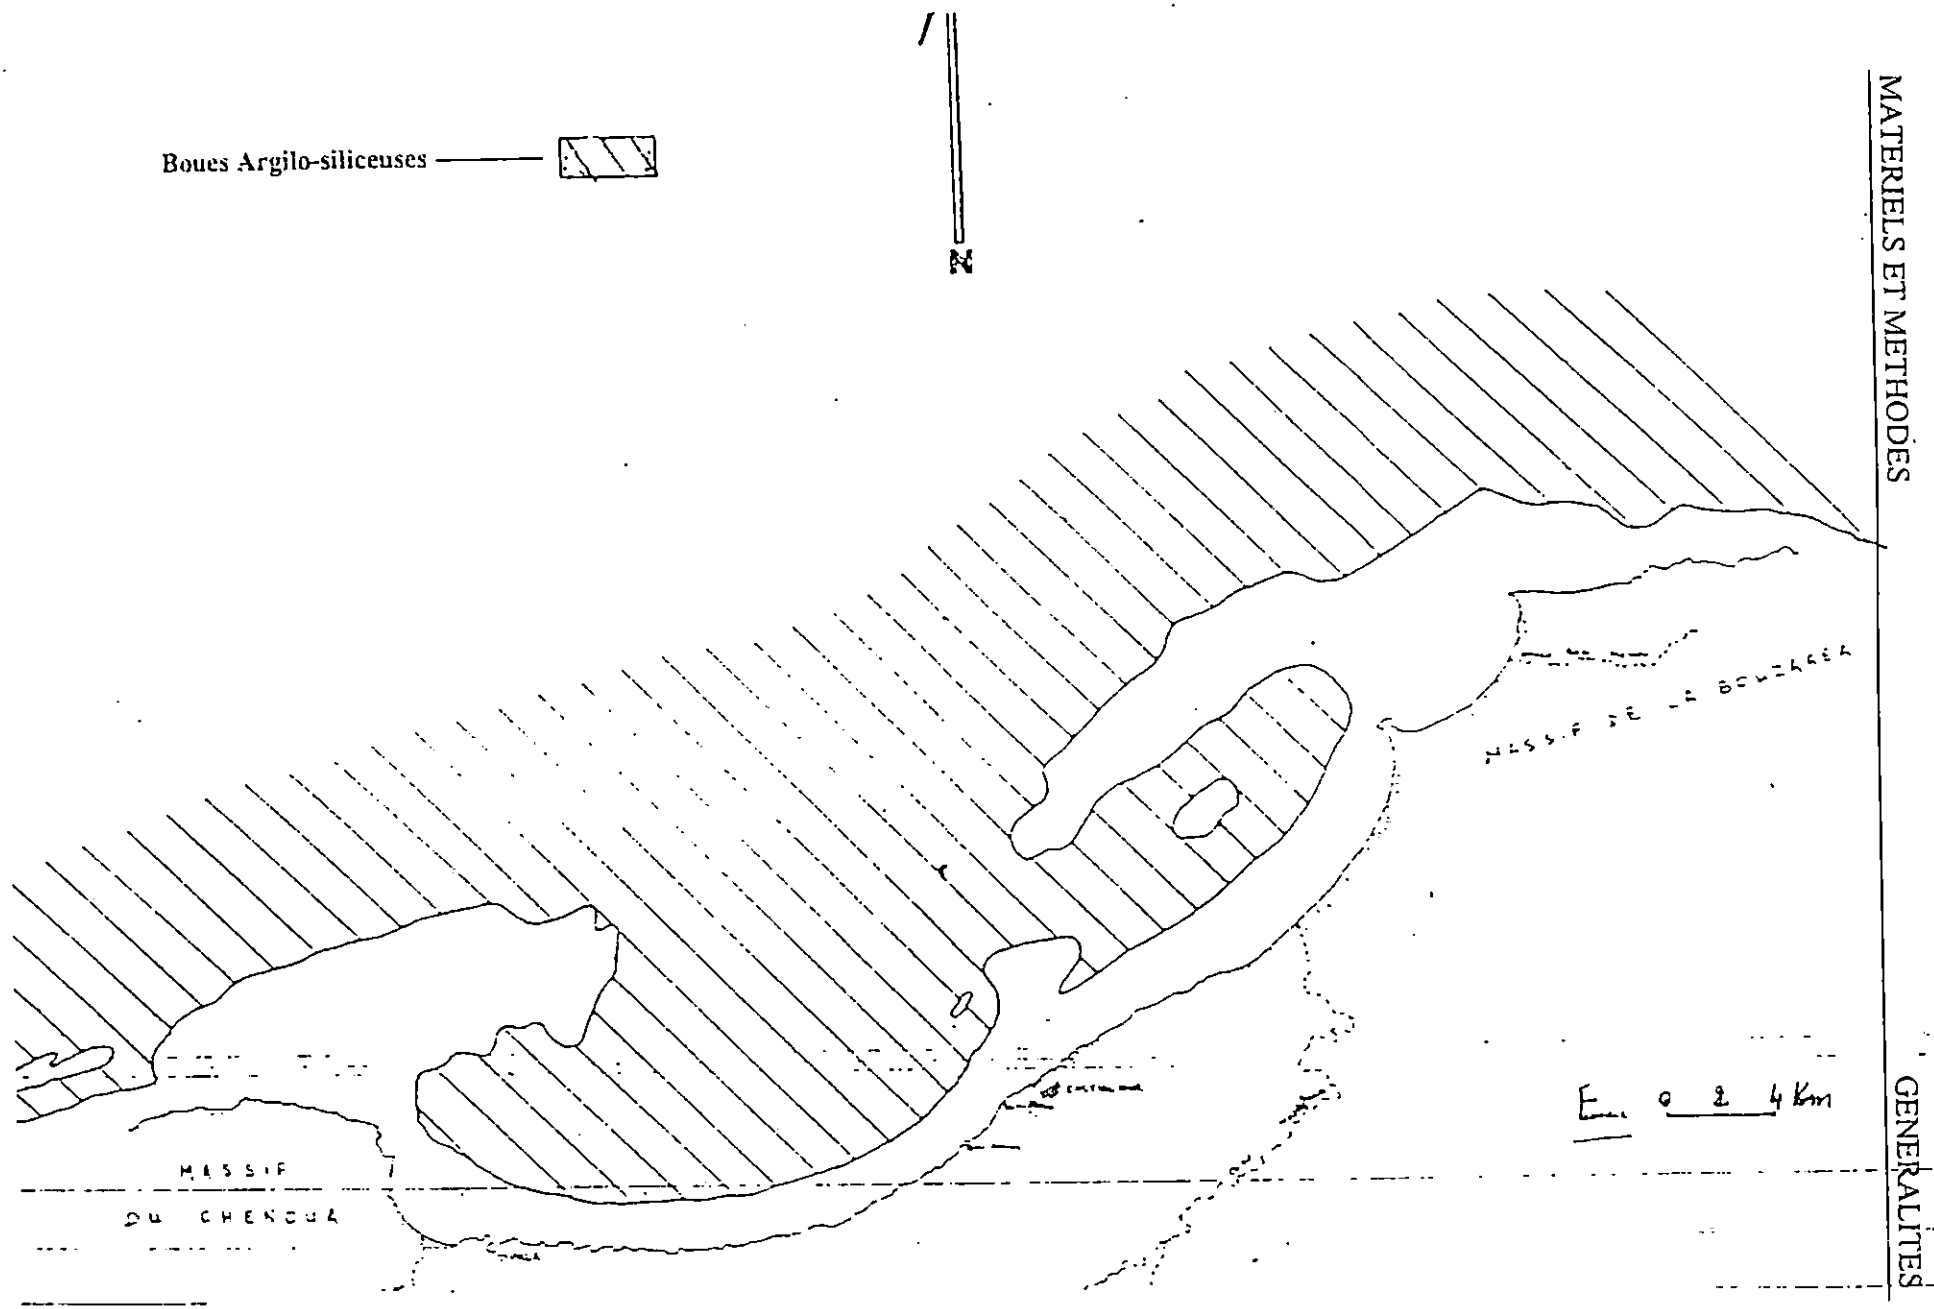 MATERIELS ET METHODES
GENERALITES
Boues Argilo-siliceuses
N
MASSIF DE LA BOUZAREA
E 0 2 4 Km
MASSIF
DU CHENOUA